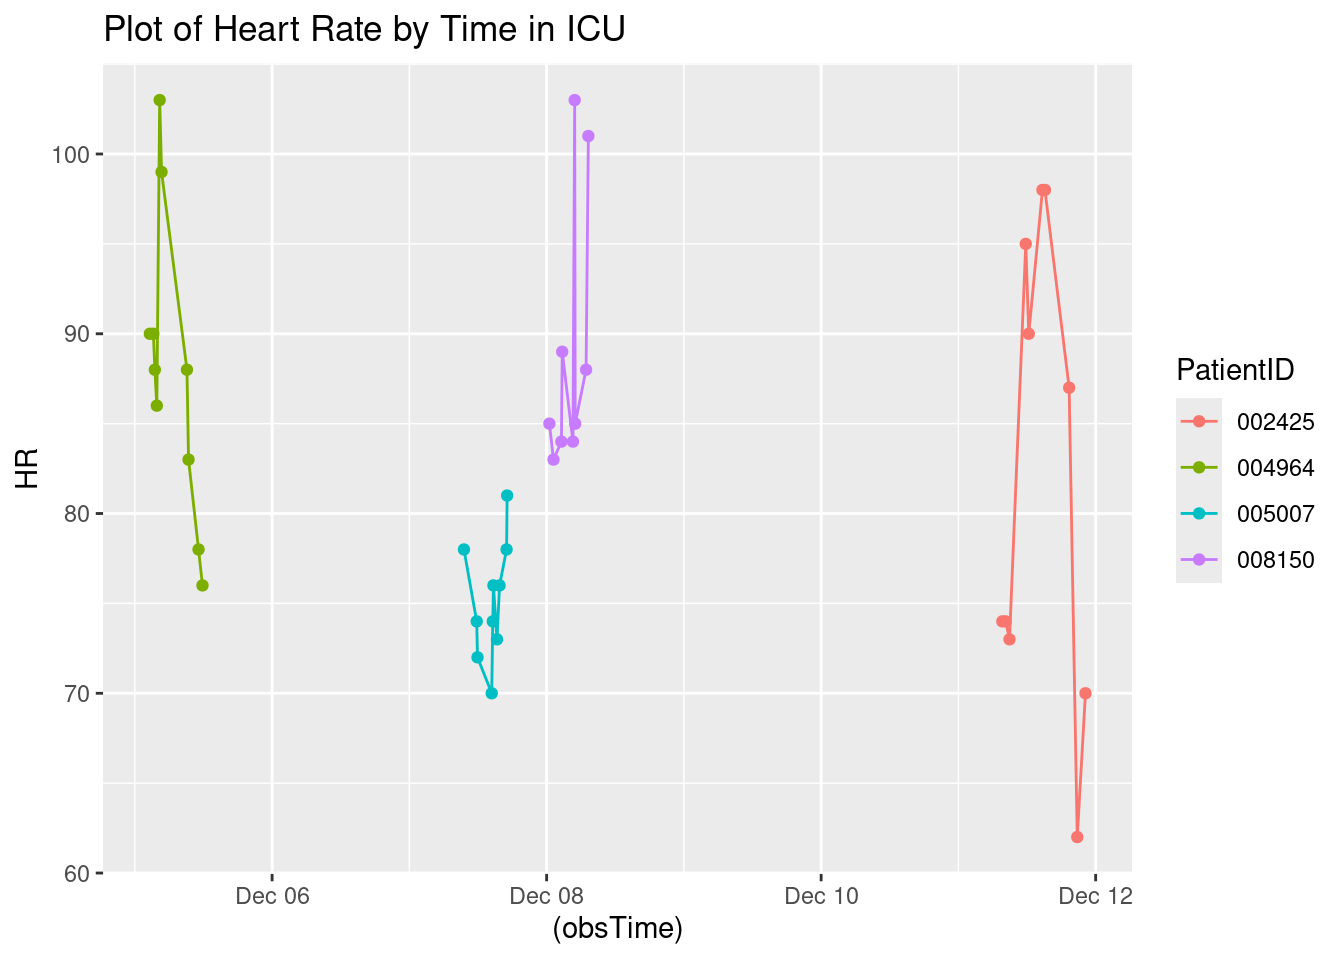 Plot of Heart Rate by Time in ICU
HR
100
90
80
70
60
Dec 06
Dec 08
Dec 10
Dec 12
(obsTime)
PatientID
002425
004964
005007
008150